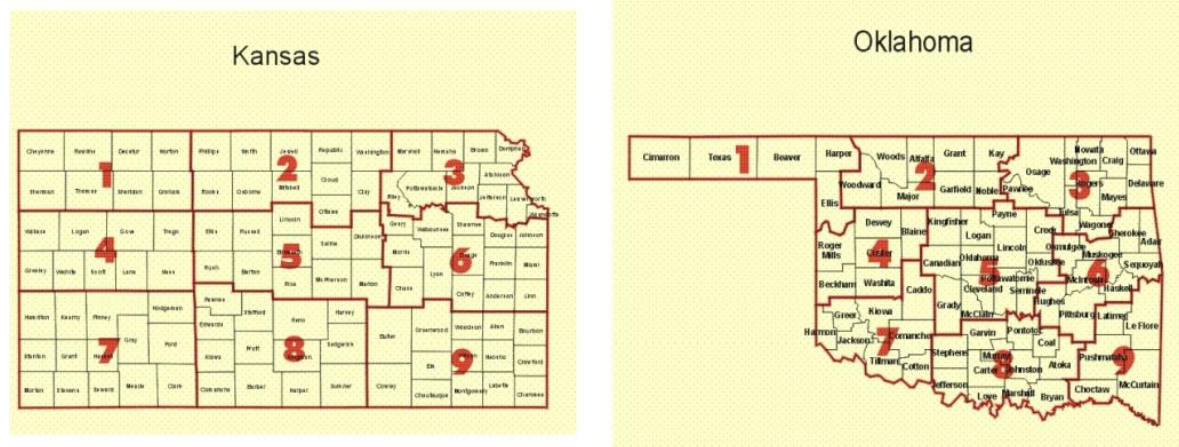 Kansas
Cheyenne Rawlins Decatur Norton Phillips Smith Jewell Republic Washington Marshall Nemaha Brown Doniphan
1 2 3
Sherman Thomas Sheridan Graham Rooks Osborne Mitchell Cloud Clay Riley Pottawatomie Jackson Atchison Jefferson Leavenworth
Wallace Logan Gove Trego Ellis Russell Lincoln Ottawa Dickinson Geary Wabaunsee Shawnee Douglas Johnson
4 5 6
Greeley Wichita Scott Lane Ness Rush Barton Rice Saline McPherson Marion Morris Chase Lyon Osage Coffey Franklin Miami Anderson Linn
Hamilton Kearny Finney Hodgeman Pawnee Edwards Stafford Reno Harvey Butler Greenwood Woodson Allen Bourbon
7 8 9
Stanton Grant Gray Ford Kiowa Pratt Sedgwick Elk Neosho Crawford
Morton Stevens Seward Meade Clark Comanche Barber Harper Sumner Cowley Chautauqua Montgomery Labette Cherokee
Oklahoma
Cimarron Texas 1 Beaver Harper Woods Alfalfa Grant Kay Osage Washington Nowata Craig Ottawa
2 3
Ellis Woodward Major Garfield Noble Pawnee Rogers Mayes Delaware
Dewey Blaine Kingfisher Logan Payne Creek Tulsa Wagoner Cherokee Adair
4 5 6
Roger Mills Custer Canadian Oklahoma Lincoln Okfuskee Okmulgee Muskogee Sequoyah
Beckham Washita Caddo Grady Cleveland Pottawatomie Seminole Hughes McIntosh Haskell
Greer Kiowa McClain Pittsburg Latimer Le Flore
7 8 9
Harmon Jackson Comanche Stephens Garvin Pontotoc Coal Pushmataha
Tillman Cotton Jefferson Carter Murray Johnston Atoka
Love Marshall Bryan Choctaw McCurtain